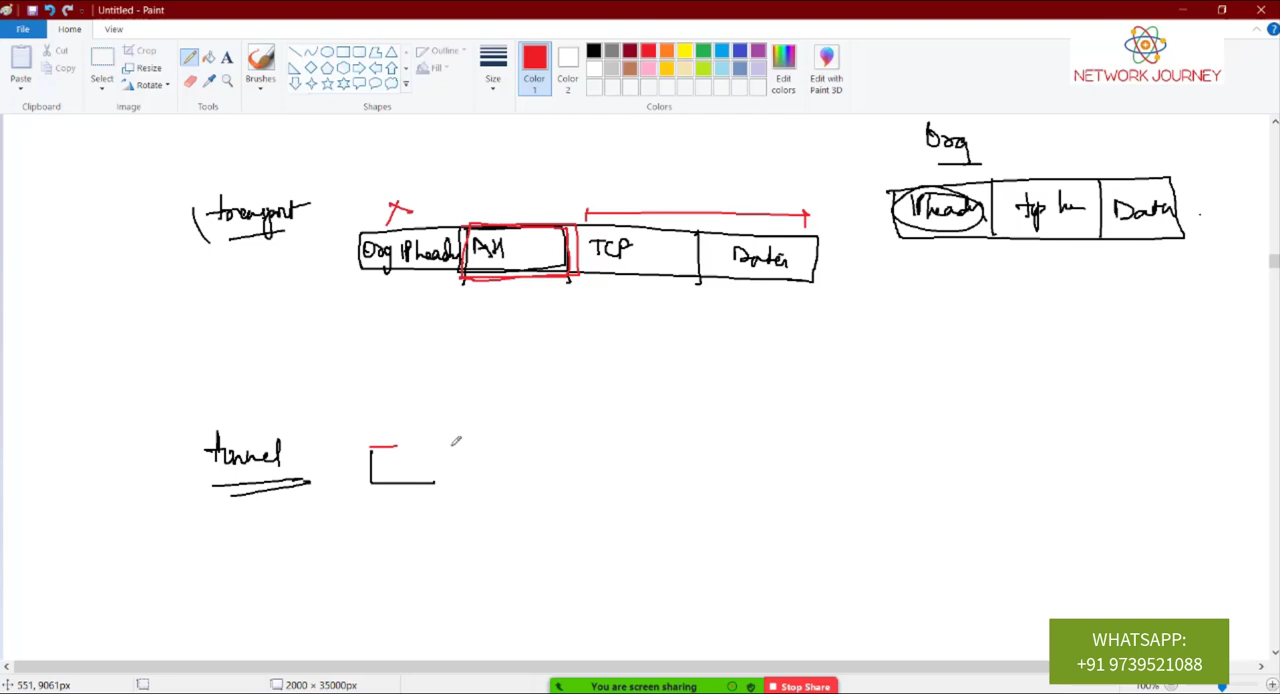 Untitled - Paint
File
Home
View
Paste
Cut
Copy
Clipboard
Select
Crop
Resize
Rotate
Image
Tools
Brushes
Shapes
Outline
Fill
Size
Color
1
Color
2
Edit
colors
Edit with
Paint 3D
Colors
NETWORK JOURNEY
Org
IPheader
tcp
Data
transport
Org IP header
AH
TCP
Data
tunnel
WHATSAPP:
+91 9739521088
551, 9061px
2000 × 35000px
You are screen sharing
Stop Share
100%